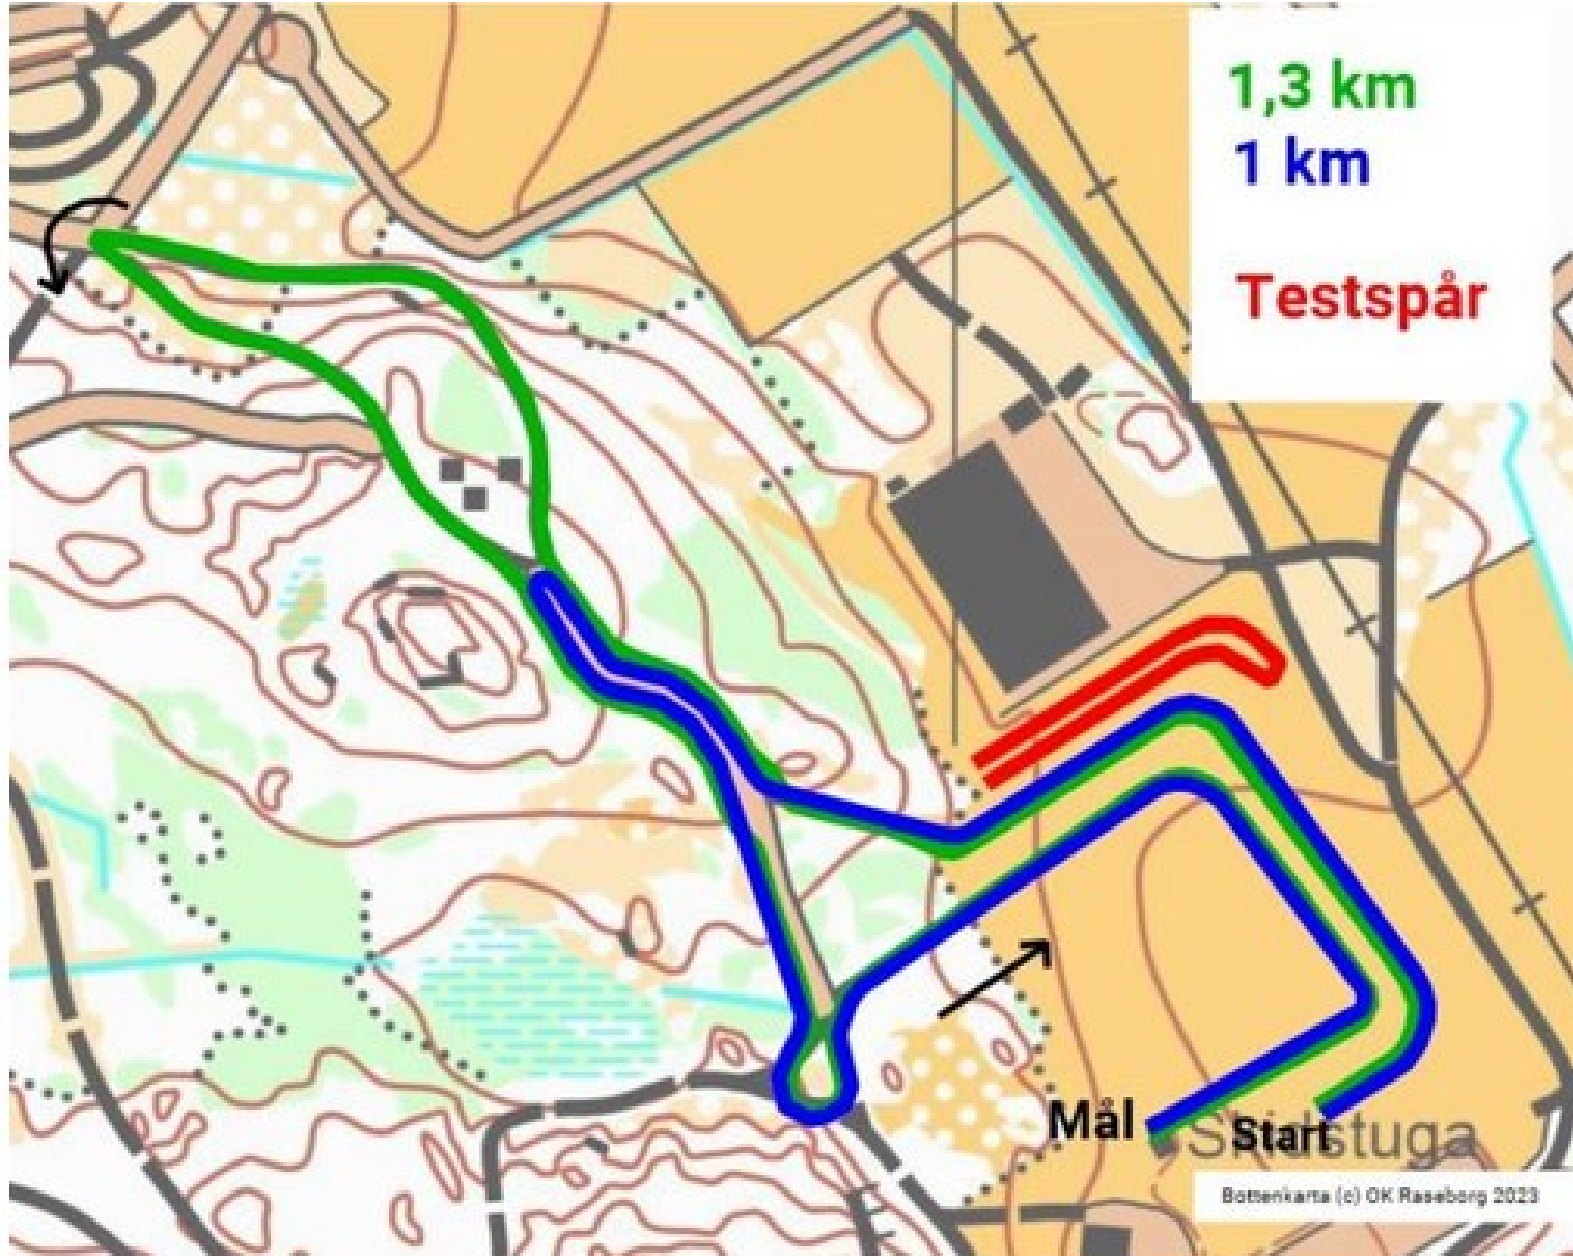 1,3 km
1 km
Testspår
Mål
Start
Skidstuga
Bottenkarta (c) OK Raseborg 2023